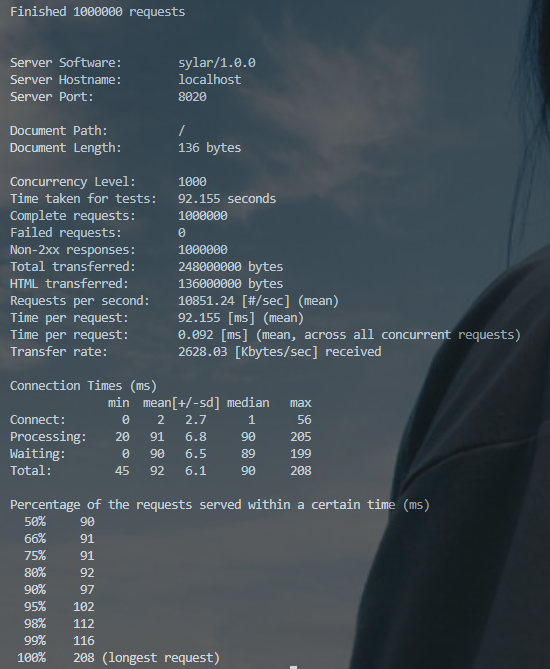 Finished 1000000 requests
Server Software: sylar/1.0.0
Server Hostname: localhost
Server Port: 8020
Document Path: /
Document Length: 136 bytes
Concurrency Level: 1000
Time taken for tests: 92.155 seconds
Complete requests: 1000000
Failed requests: 0
Non-2xx responses: 1000000
Total transferred: 248000000 bytes
HTML transferred: 136000000 bytes
Requests per second: 10851.24 [#/sec] (mean)
Time per request: 92.155 [ms] (mean)
Time per request: 0.092 [ms] (mean, across all concurrent requests)
Transfer rate: 2628.03 [Kbytes/sec] received
Connection Times (ms)
min mean[+/-sd] median max
Connect: 0 2 2.7 1 56
Processing: 20 91 6.8 90 205
Waiting: 0 90 6.5 89 199
Total: 45 92 6.1 90 208
Percentage of the requests served within a certain time (ms)
50% 90
66% 91
75% 91
80% 92
90% 97
95% 102
98% 112
99% 116
100% 208 (longest request)